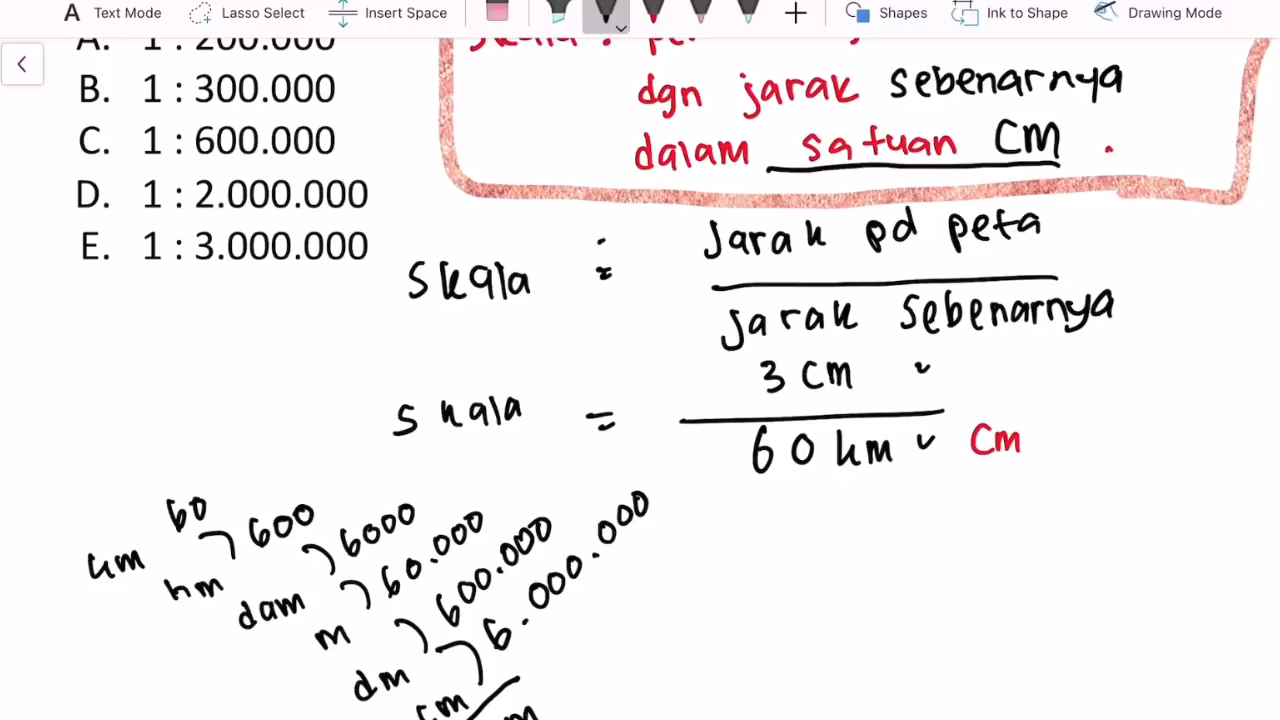 Text Mode Lasso Select Insert Space Shapes Ink to Shape Drawing Mode
A. 1 : 200.000
B. 1 : 300.000
C. 1 : 600.000
D. 1 : 2.000.000
E. 1 : 3.000.000
skala :
dgn jarak sebenarnya
dalam satuan CM .
skala = jarak pd peta
jarak sebenarnya
skala = 3 cm
60 km cm
60 600 6000 60.000 600.000 6.000.000
km
hm
dam
m
dm
cm